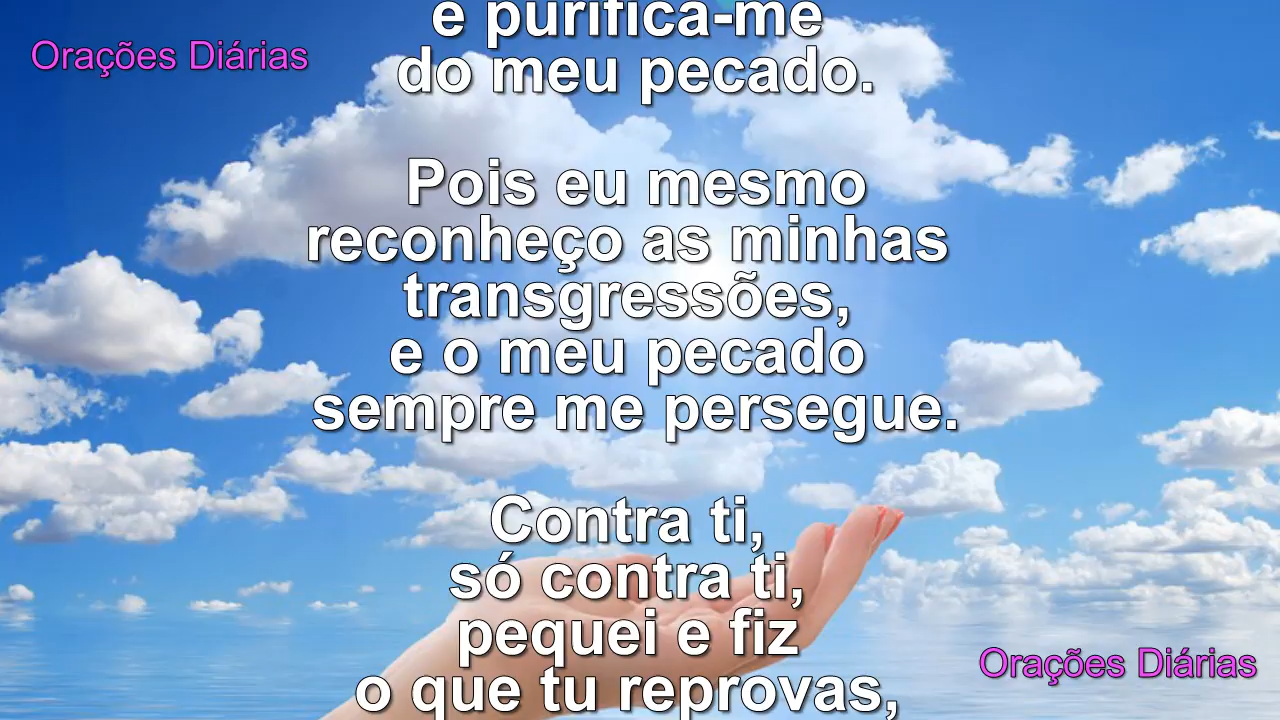 e purifica-me
Orações Diárias
do meu pecado.
Pois eu mesmo
reconheço as minhas
transgressões,
e o meu pecado
sempre me persegue.
Contra ti,
só contra ti,
pequei e fiz
Orações Diárias
o que tu reprovas,